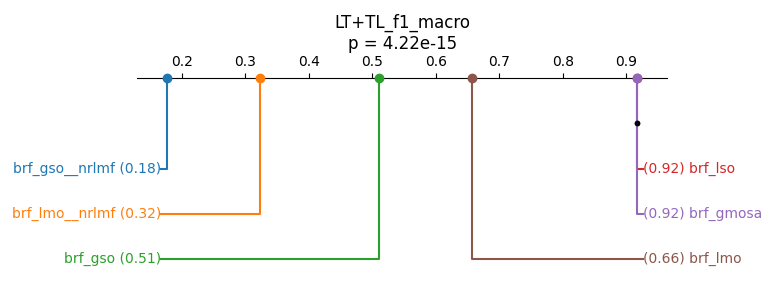 LT+TL_f1_macro
p = 4.22e-15
0.2 0.3 0.4 0.5 0.6 0.7 0.8 0.9
brf_gso__nrlmf (0.18) (0.92) brf_lso
brf_lmo__nrlmf (0.32) (0.92) brf_gmosa
brf_gso (0.51) (0.66) brf_lmo